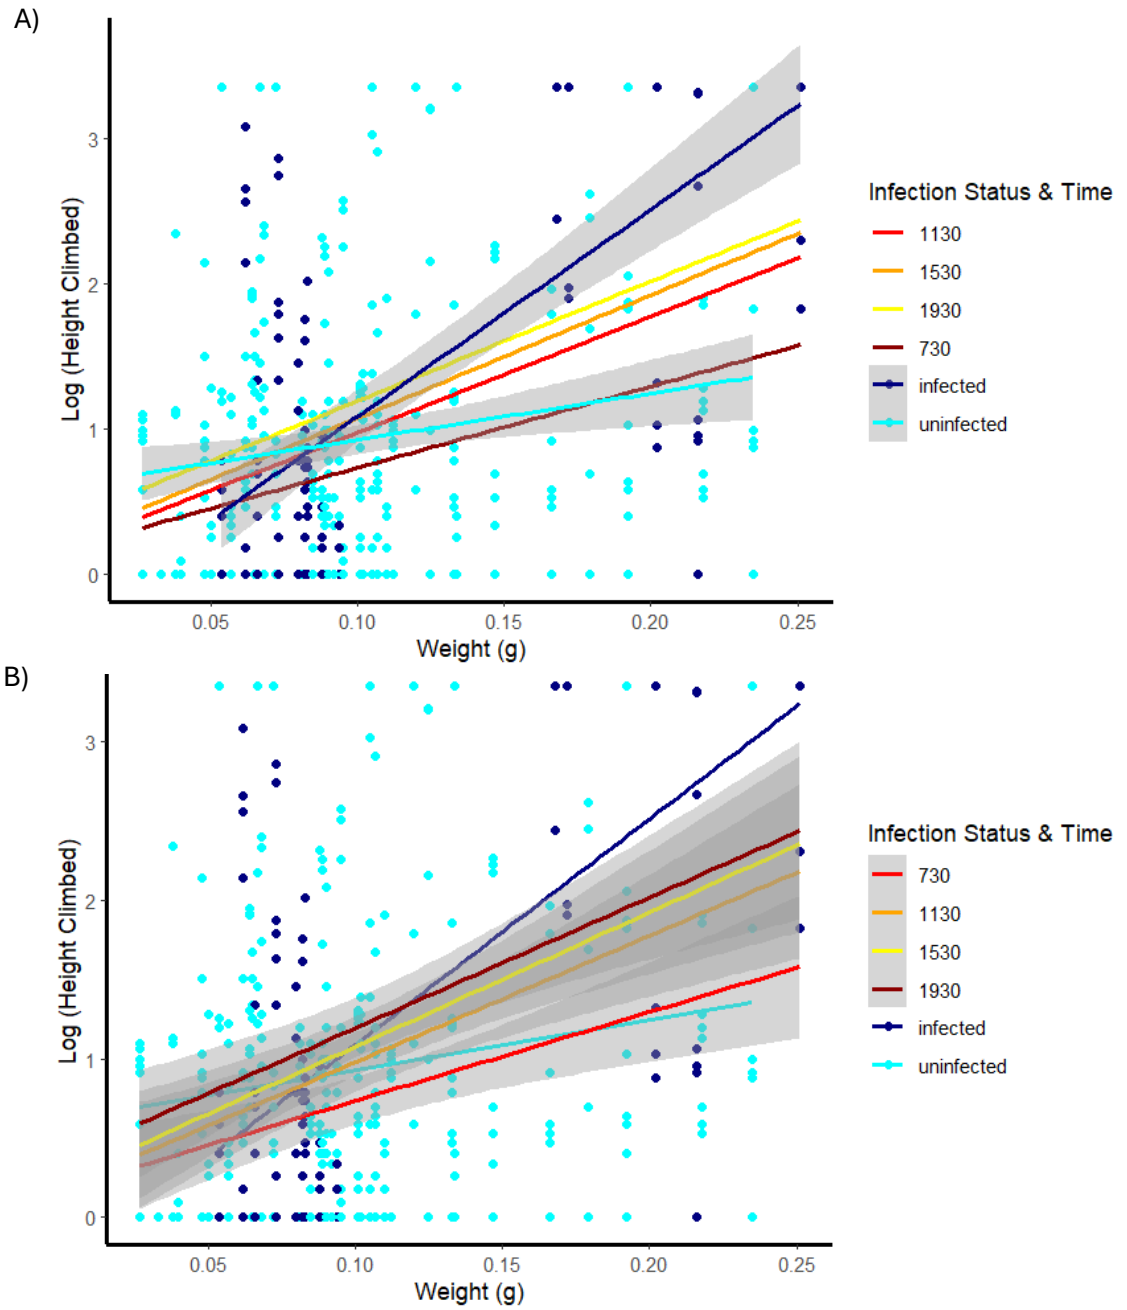 A)
Log (Height Climbed)
3
2
1
0
0.05 0.10 0.15 0.20 0.25
Weight (g)
Infection Status & Time
1130
1530
1930
730
infected
uninfected
B)
Log (Height Climbed)
3
2
1
0
0.05 0.10 0.15 0.20 0.25
Weight (g)
Infection Status & Time
730
1130
1530
1930
infected
uninfected